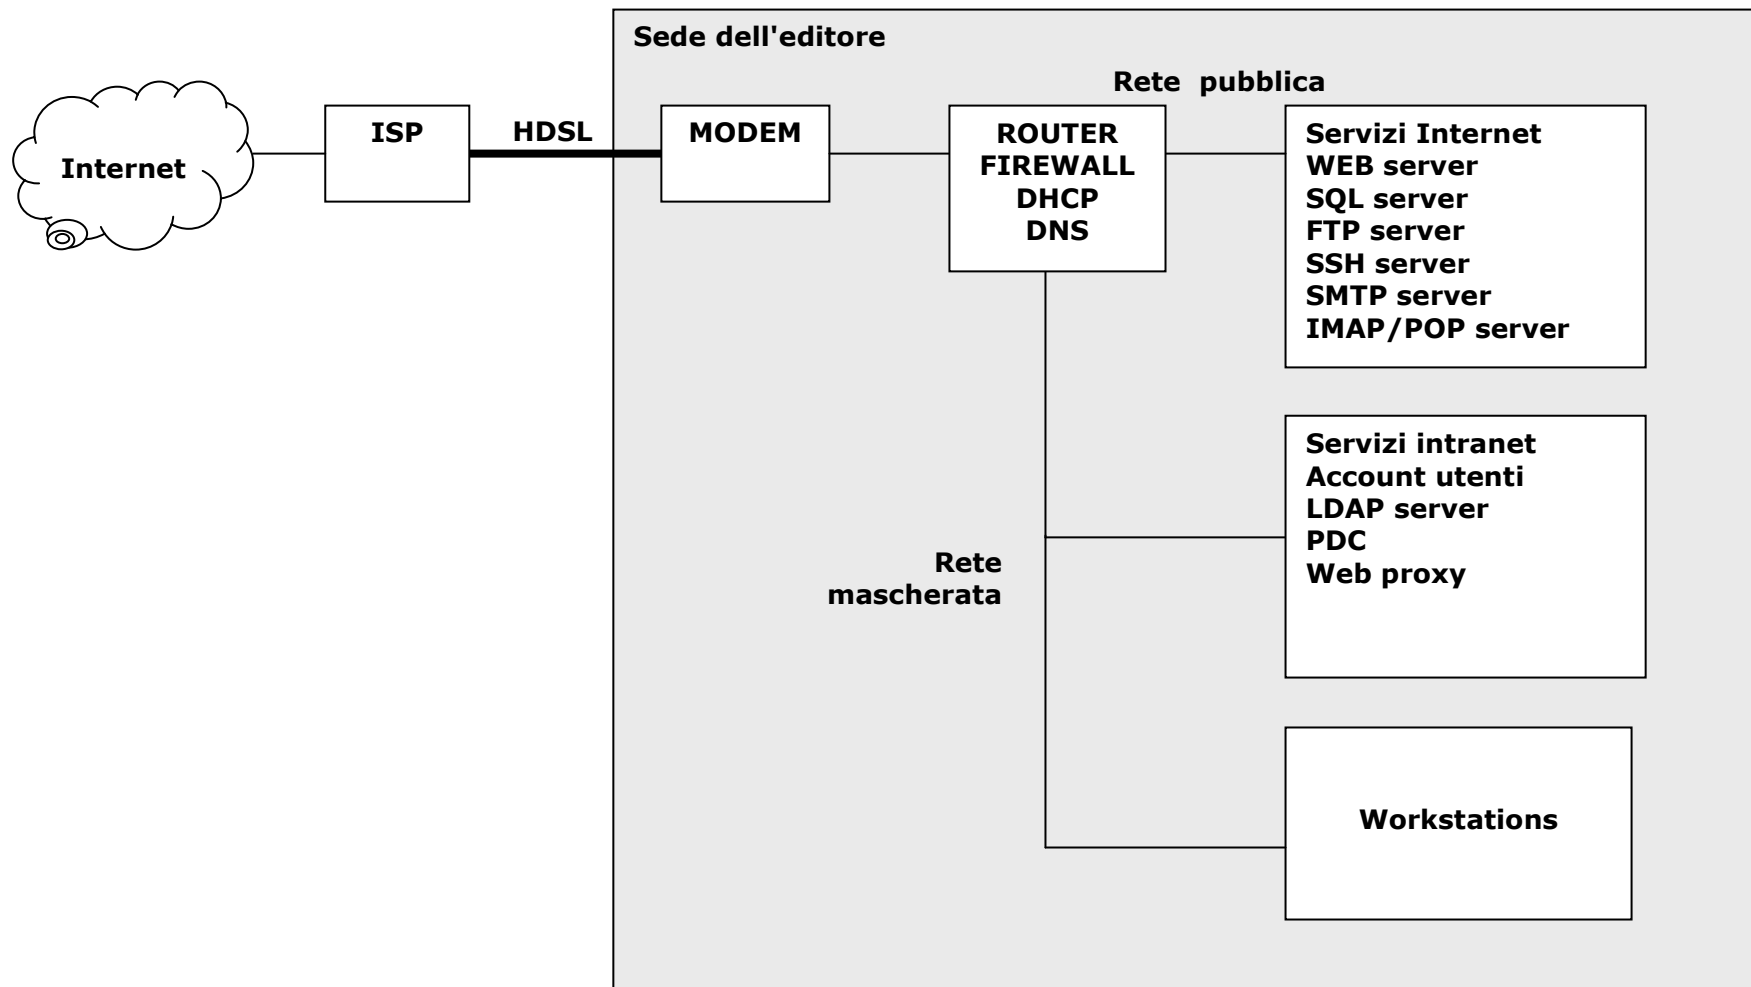 Sede dell'editore
Rete pubblica
Internet
ISP
HDSL
MODEM
ROUTER
FIREWALL
DHCP
DNS
Servizi Internet
WEB server
SQL server
FTP server
SSH server
SMTP server
IMAP/POP server
Servizi intranet
Account utenti
LDAP server
PDC
Web proxy
Rete
mascherata
Workstations